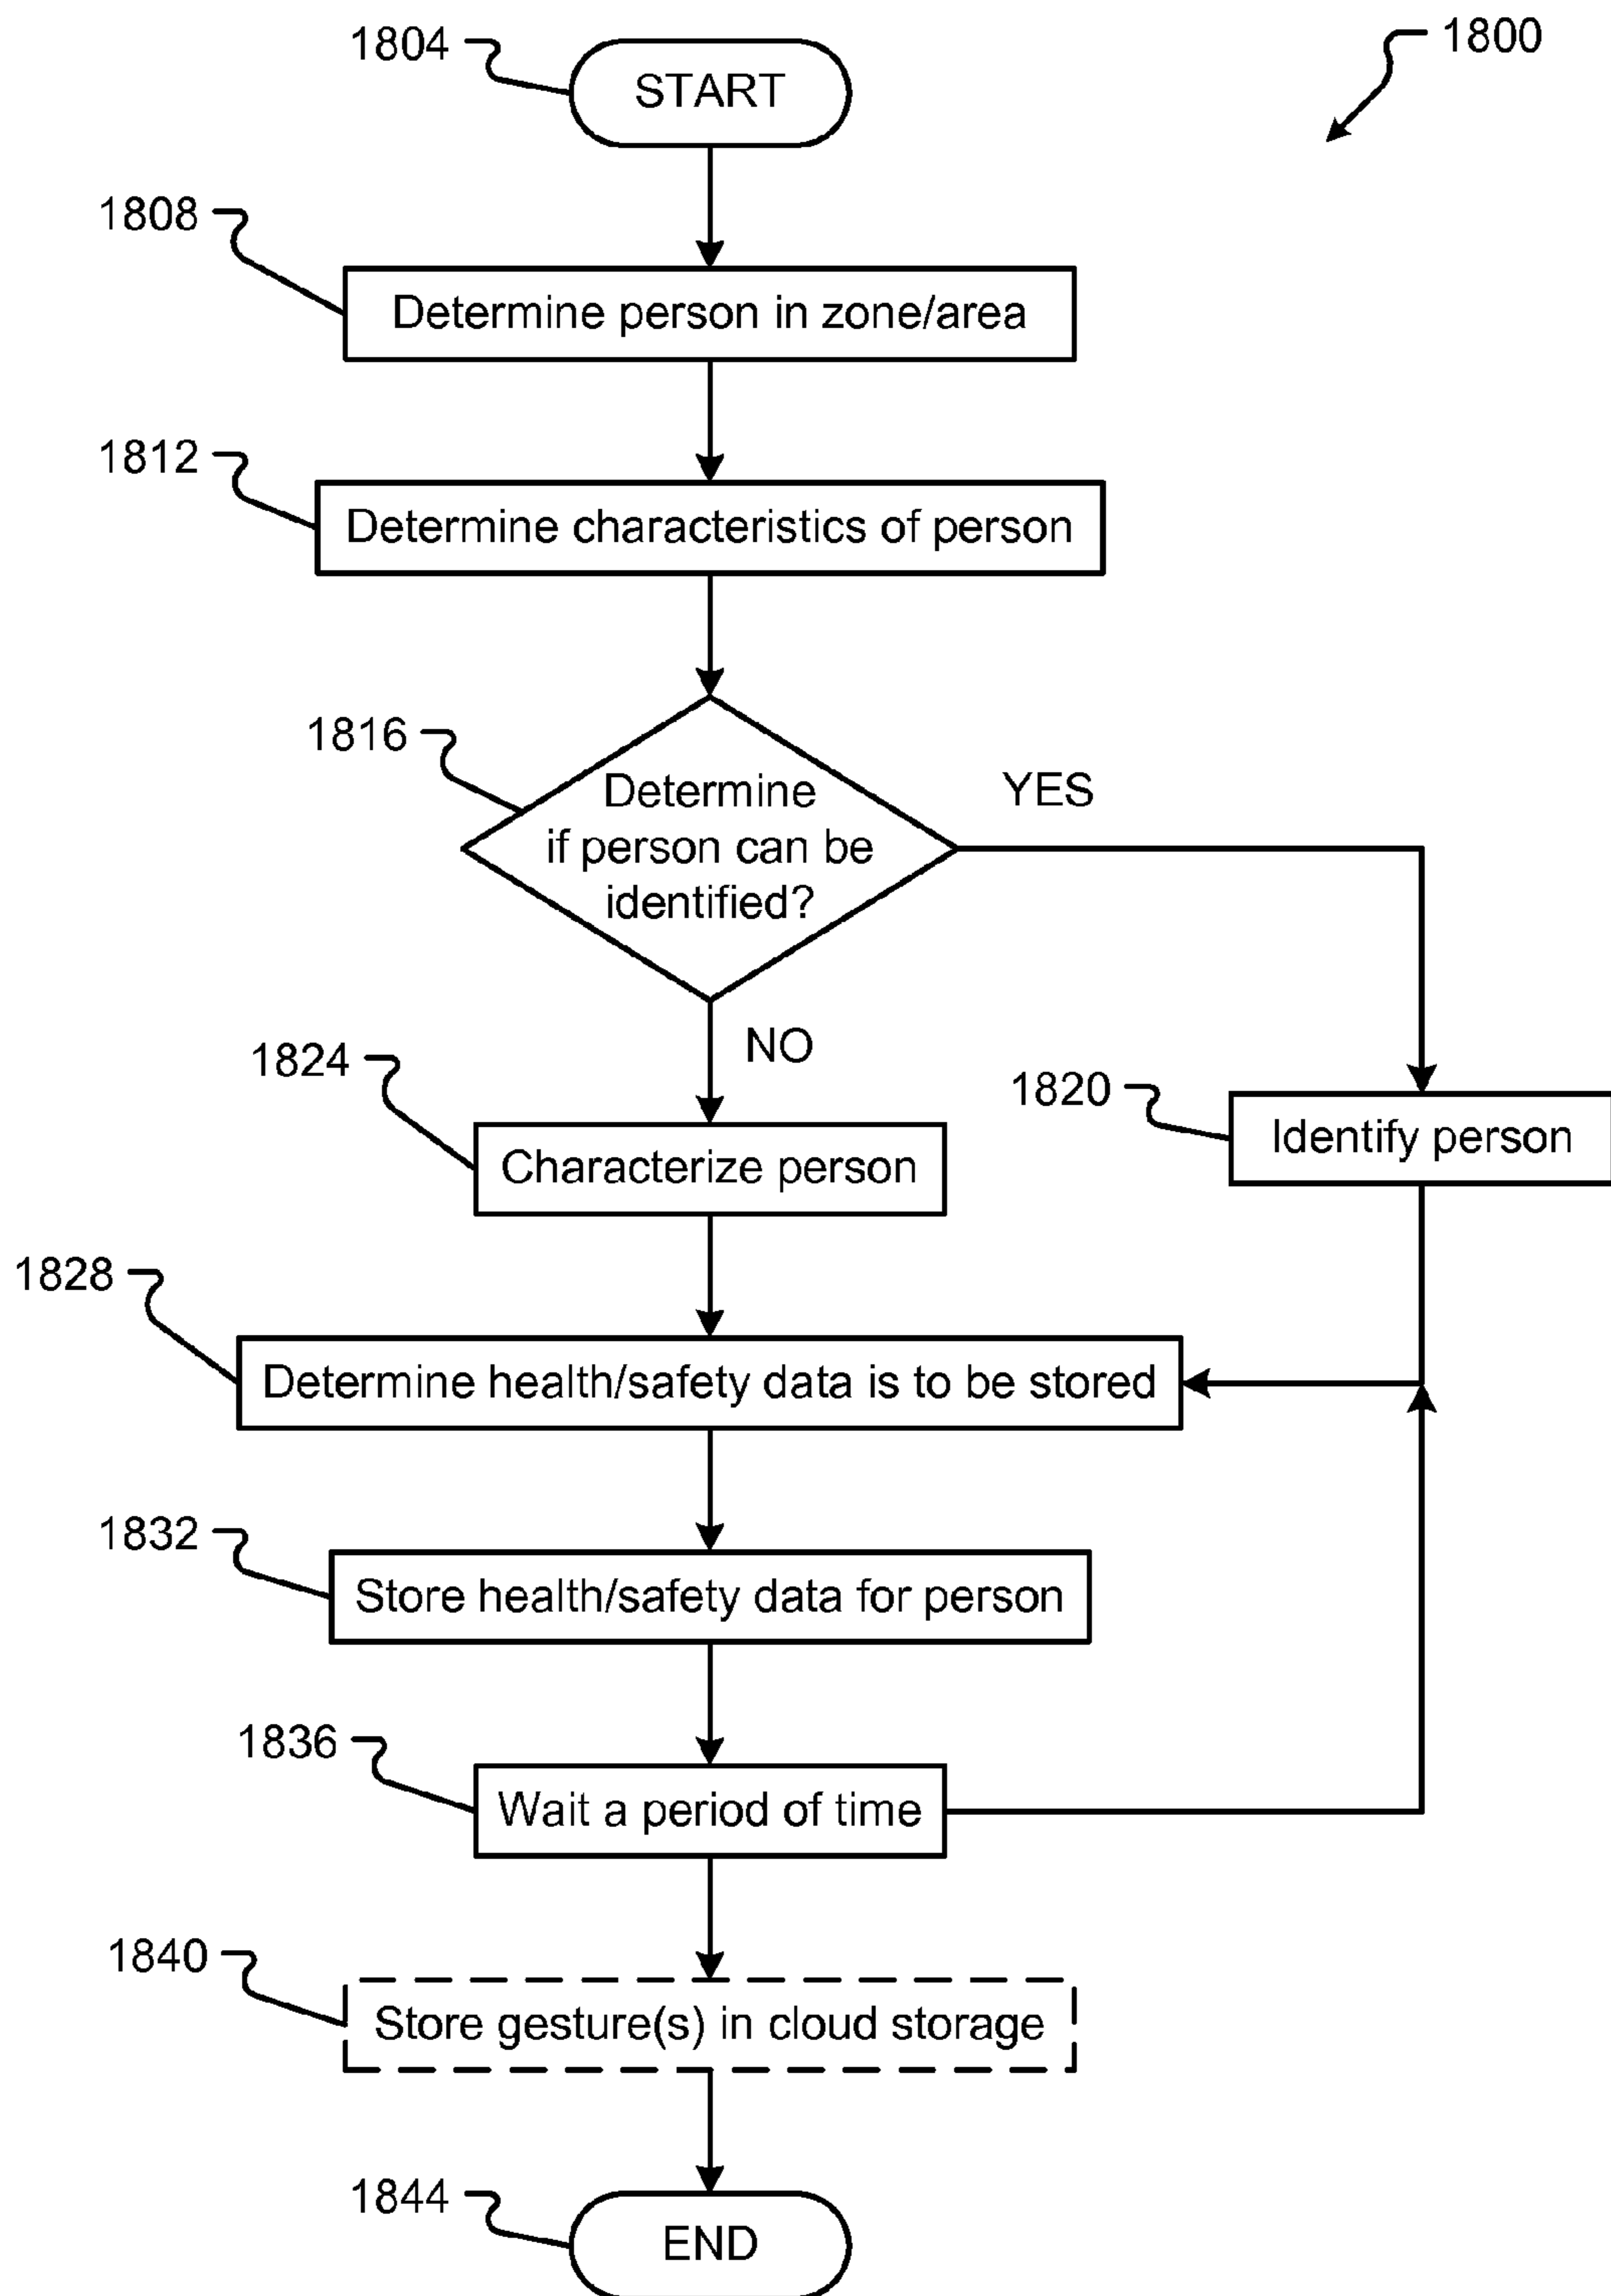 1804
START
1800
1808
Determine person in zone/area
1812
Determine characteristics of person
1816
Determine
if person can be
identified?
YES
NO
1824
Characterize person
1820
Identify person
1828
Determine health/safety data is to be stored
1832
Store health/safety data for person
1836
Wait a period of time
1840
Store gesture(s) in cloud storage
1844
END